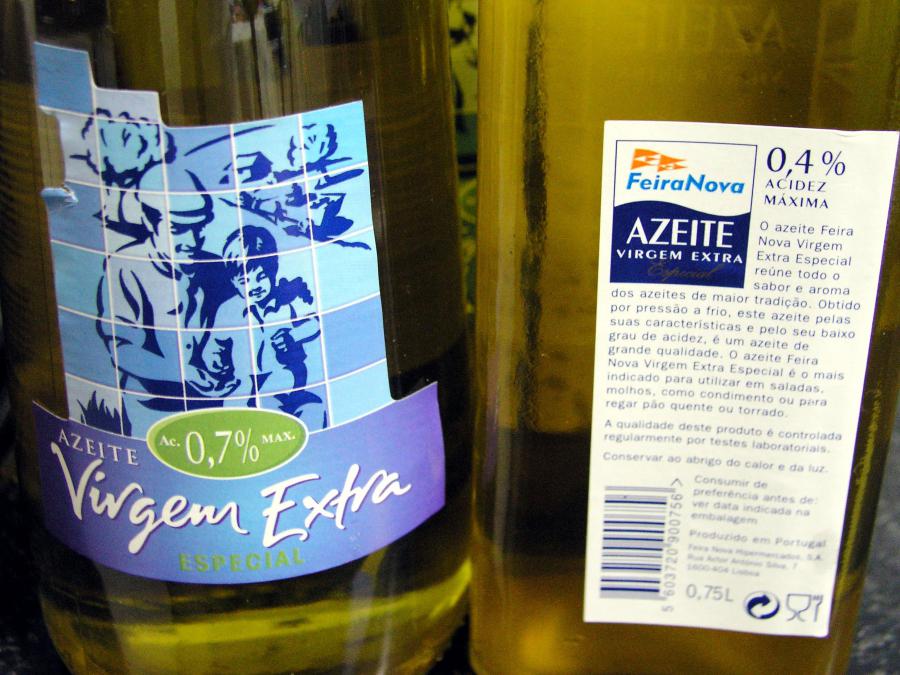 AZEITE
Ac. 0,7% MAX.
Virgem Extra
ESPECIAL
FeiraNova
AZEITE
VIRGEM EXTRA
Especial
0,4%
ACIDEZ
MÁXIMA
O azeite Feira
Nova Virgem
Extra Especial
reúne todo o
sabor e aroma
dos azeites de maior tradição. Obtido
por pressão a frio, este azeite pelas
suas características e pelo seu baixo
grau de acidez, é um azeite de
grande qualidade. O azeite Feira
Nova Virgem Extra Especial é o mais
indicado para utilizar em saladas,
molhos, como condimento ou para
regar pão quente ou torrado.
A qualidade deste produto é controlada
regularmente por testes laboratoriais.
Conservar ao abrigo do calor e da luz.
Consumir de
preferência antes de:
ver data indicada na
embalagem
Produzido em Portugal
Feira Nova Hipermercados, S.A.
Rua Actor António Silva, 7
1600-404 Lisboa
5 603720 900756 >
0,75L